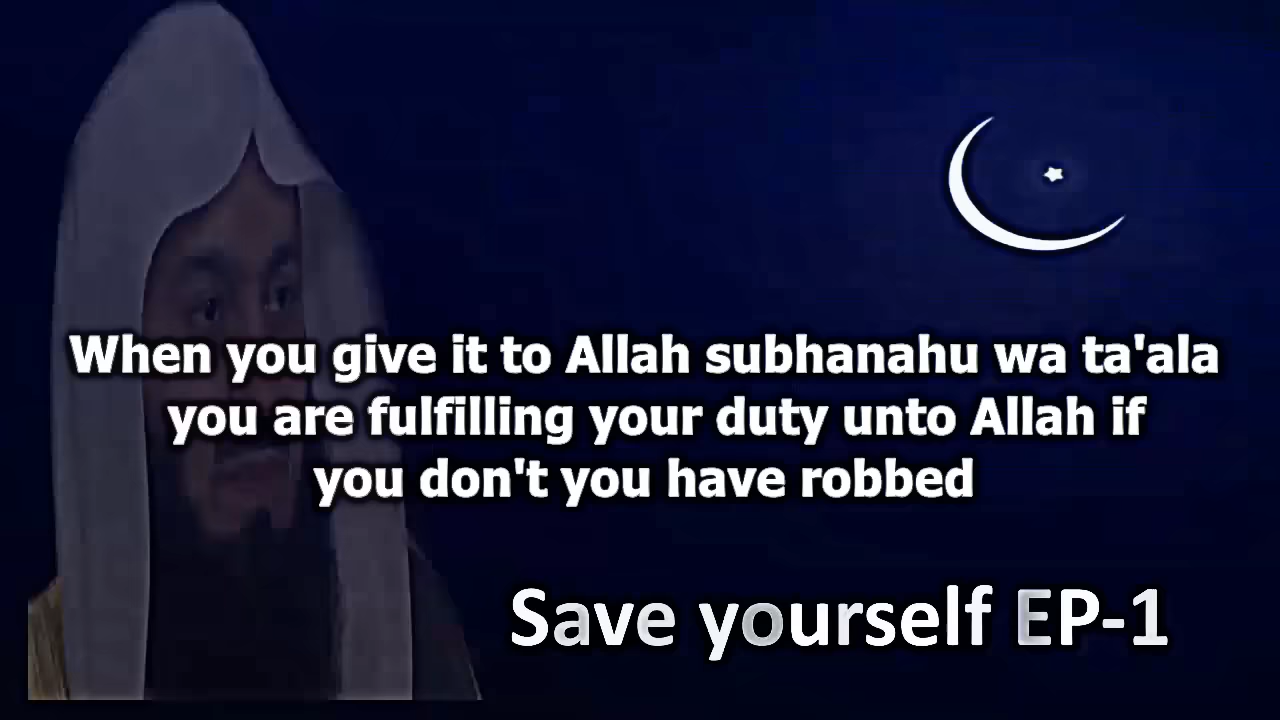 When you give it to Allah subhanahu wa ta'ala
you are fulfilling your duty unto Allah if
you don't you have robbed
Save yourself EP-1